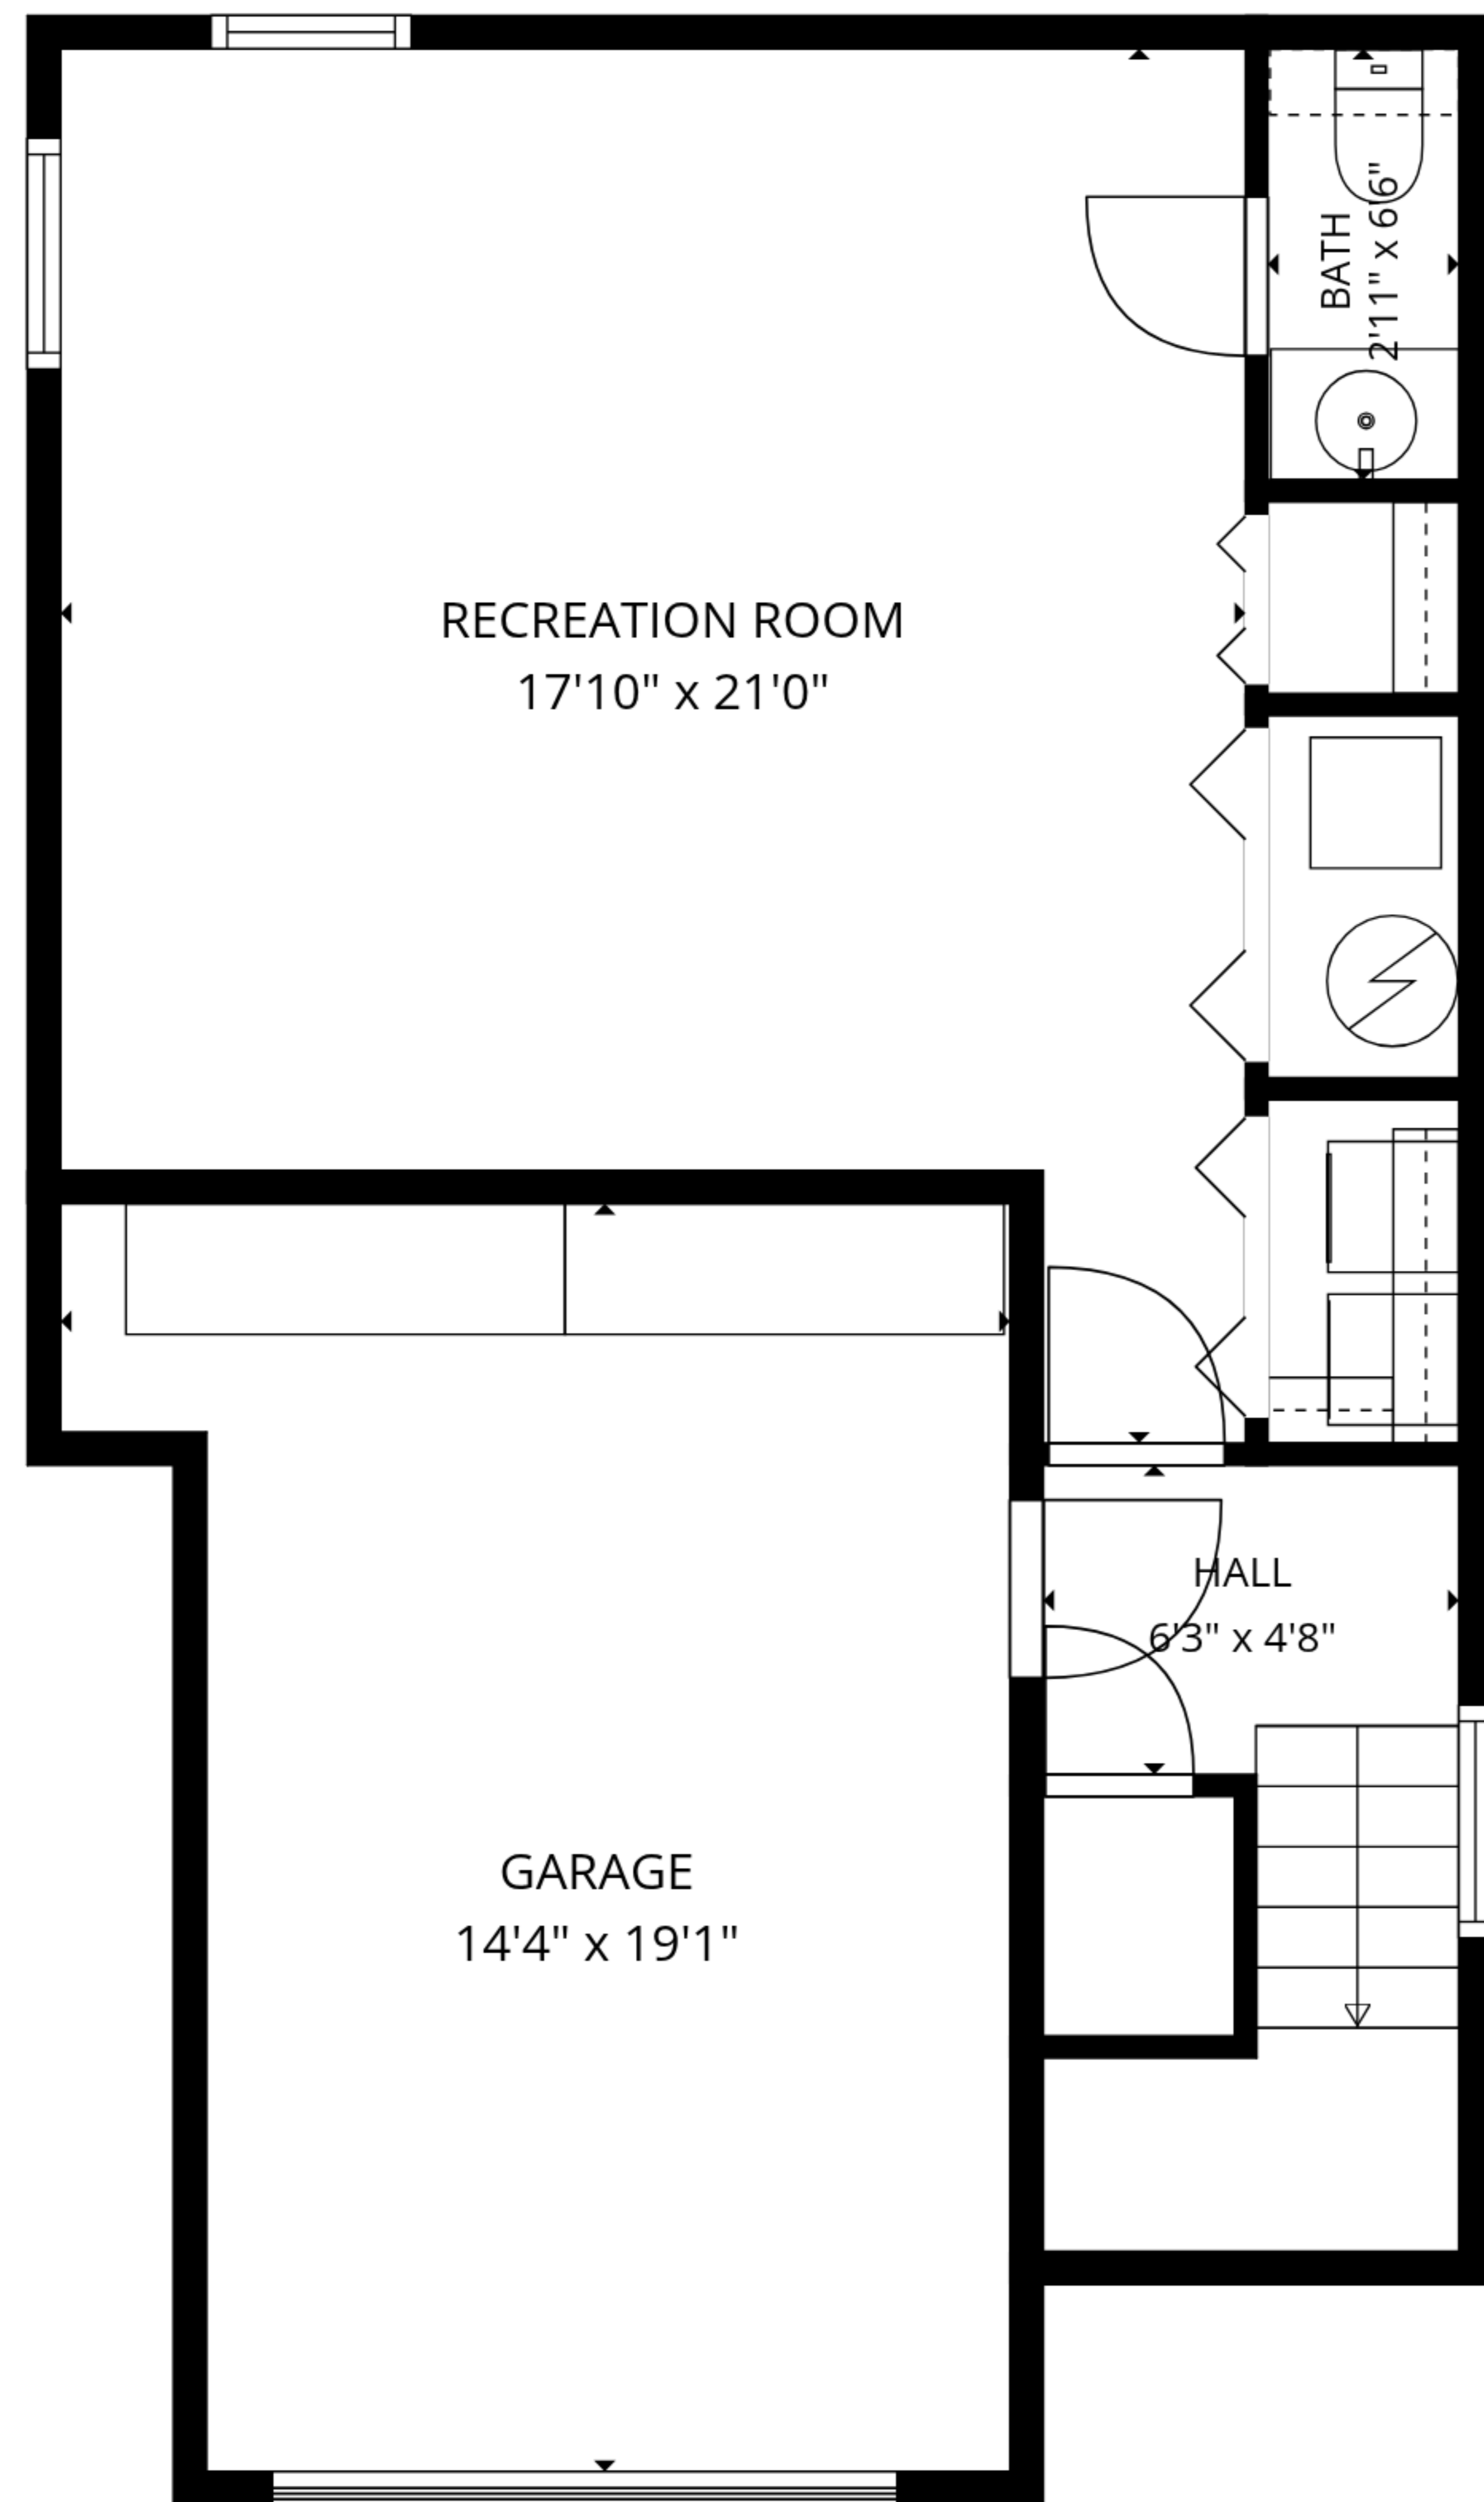 BATH
2'11" x 6'6"
RECREATION ROOM
17'10" x 21'0"
HALL
6'3" x 4'8"
GARAGE
14'4" x 19'1"